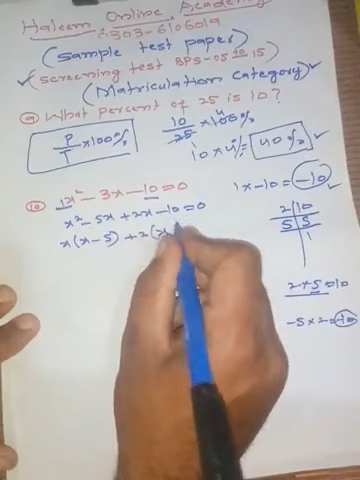 Haleem Online Academy
0303-6106019
(Sample test paper)
✓(screening test BPS-05 to 15)
(Matriculation Category)✓
⑨ What percent of 25 is 10?
P/T × 100% 10/25 × 100% 4
10 × 4% = 40% ✓
⑩ 1x² - 3x - 10 = 0 1x - 10 = -10 ✓
x² - 5x + 2x - 10 = 0
x(x - 5) + 2(x
2 | 10
5 | 5
1
2 × 5 = 10
-5 × 2 = -10